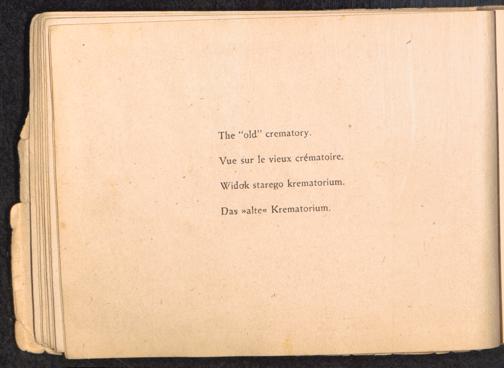 The "old" crematory.
Vue sur le vieux crématoire.
Widok starego krematorium.
Das »alte« Krematorium.